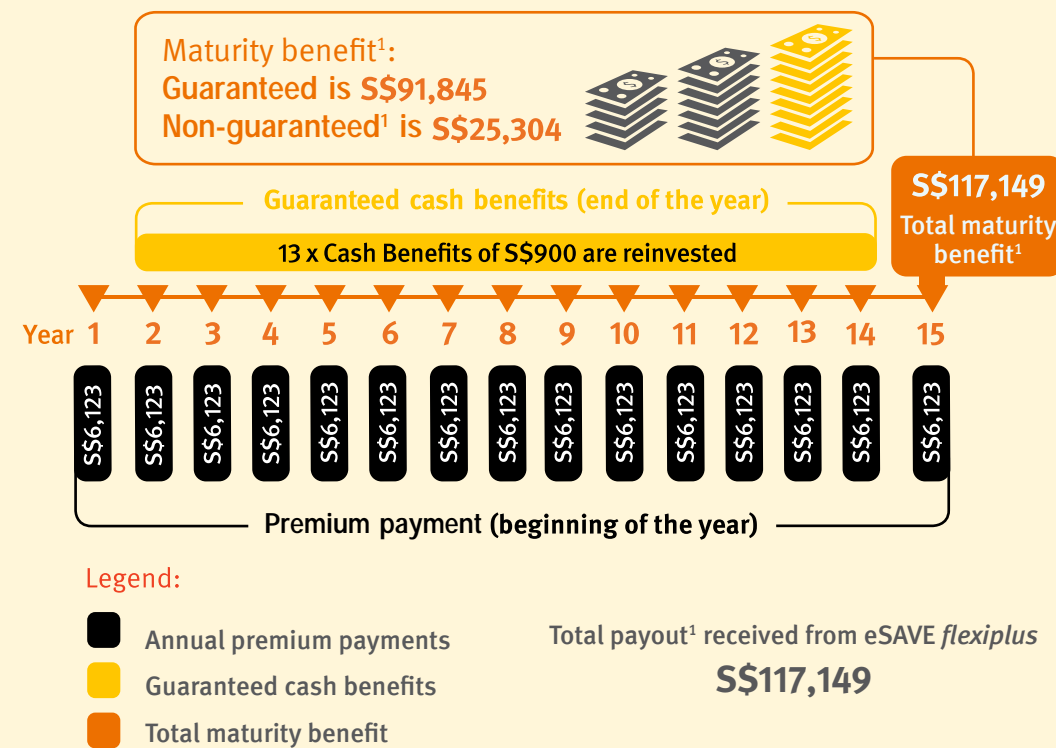 Maturity benefit¹:
Guaranteed is S$91,845
Non-guaranteed¹ is S$25,304
S$117,149
Total maturity
benefit¹
Guaranteed cash benefits (end of the year)
13 x Cash Benefits of S$900 are reinvested
Year 1 2 3 4 5 6 7 8 9 10 11 12 13 14 15
S$6,123 S$6,123 S$6,123 S$6,123 S$6,123 S$6,123 S$6,123 S$6,123 S$6,123 S$6,123 S$6,123 S$6,123 S$6,123 S$6,123 S$6,123
Premium payment (beginning of the year)
Legend:
Annual premium payments
Guaranteed cash benefits
Total maturity benefit
Total payout¹ received from eSAVE flexiplus
S$117,149